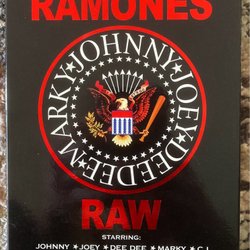 RAMONES
JOHNNY JOEY DEE DEE MARKY
RAW
STARRING:
JOHNNY ★ JOEY ★ DEE DEE ★ MARKY ★ C.J.